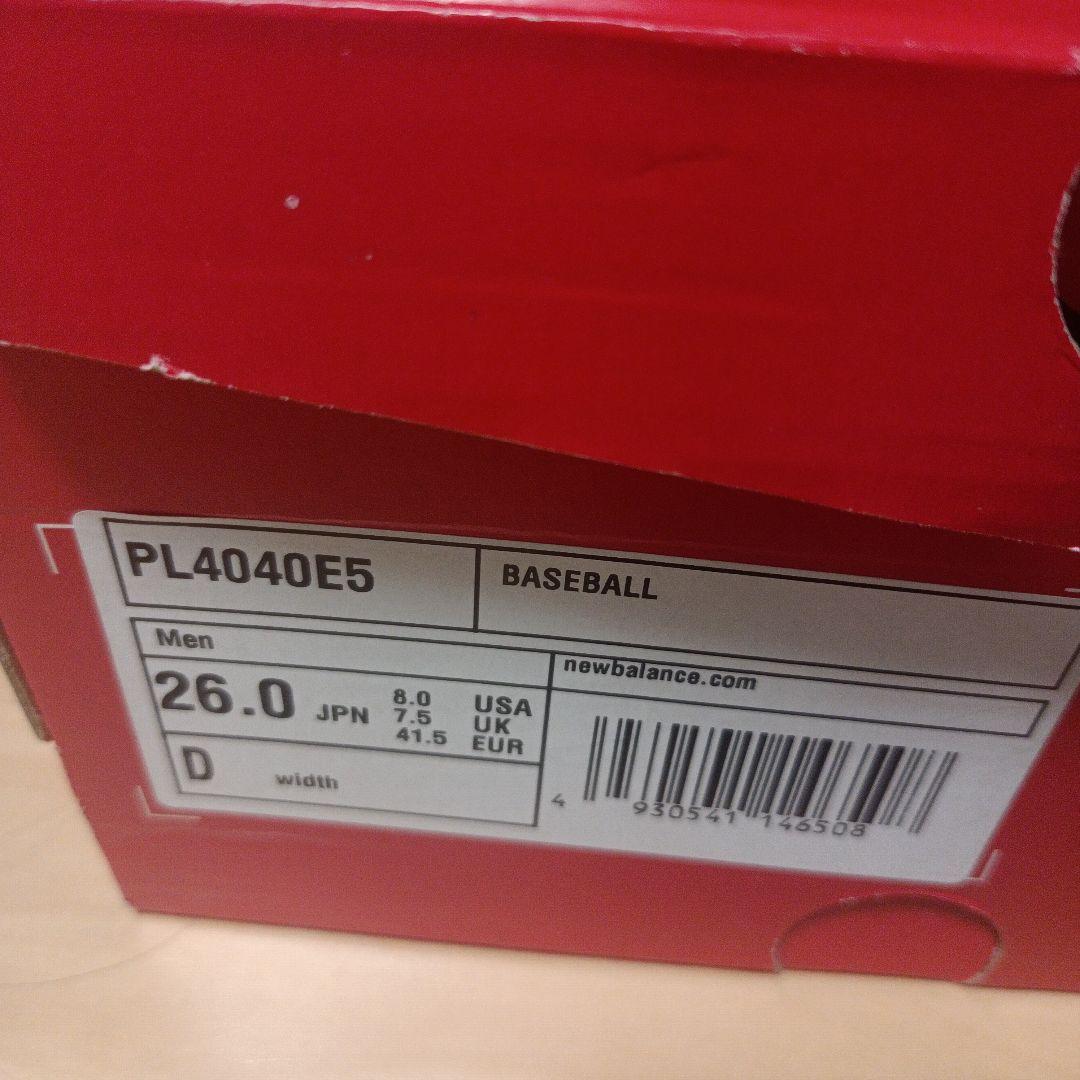 PL4040E5
BASEBALL
Men
newbalance.com
26.0 JPN
8.0 USA
7.5 UK
41.5 EUR
D width
4 930541 146508